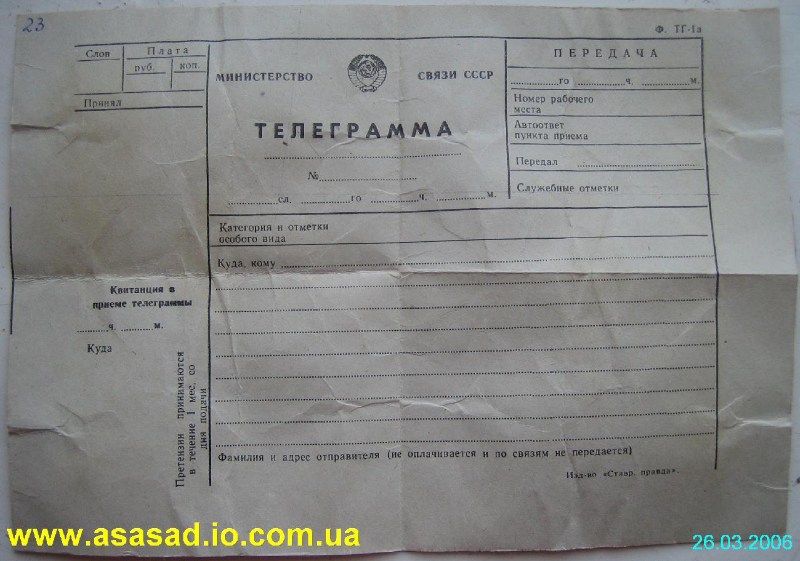 23
Ф. ТГ-1а
Слов
Плата
руб.
коп.
Принял
МИНИСТЕРСТВО СВЯЗИ СССР
ТЕЛЕГРАММА
№
сл. го ч. м.
ПЕРЕДАЧА
го ч. м.
Номер рабочего
места
Автоответ
пункта приема
Передал
Служебные отметки
Категория и отметки
особого вида
Куда, кому
Квитанция в
приеме телеграммы
ч. м.
Куда
Претензии принимаются
в течение 1 мес. со
дня подачи
Фамилия и адрес отправителя (не оплачивается и по связям не передается)
Изд-во «Ставр. правда».
www.asasad.io.com.ua
26.03.2006